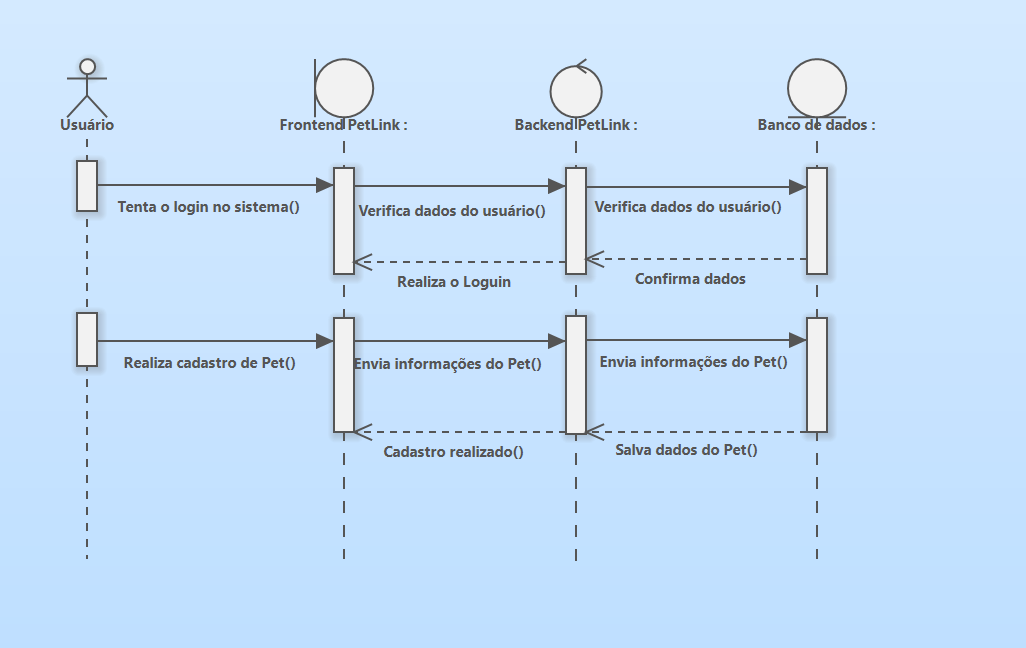 Usuário
Frontend PetLink :
Backend PetLink :
Banco de dados :
Tenta o login no sistema()
Verifica dados do usuário()
Verifica dados do usuário()
Realiza o Loguin
Confirma dados
Realiza cadastro de Pet()
Envia informações do Pet()
Envia informações do Pet()
Cadastro realizado()
Salva dados do Pet()